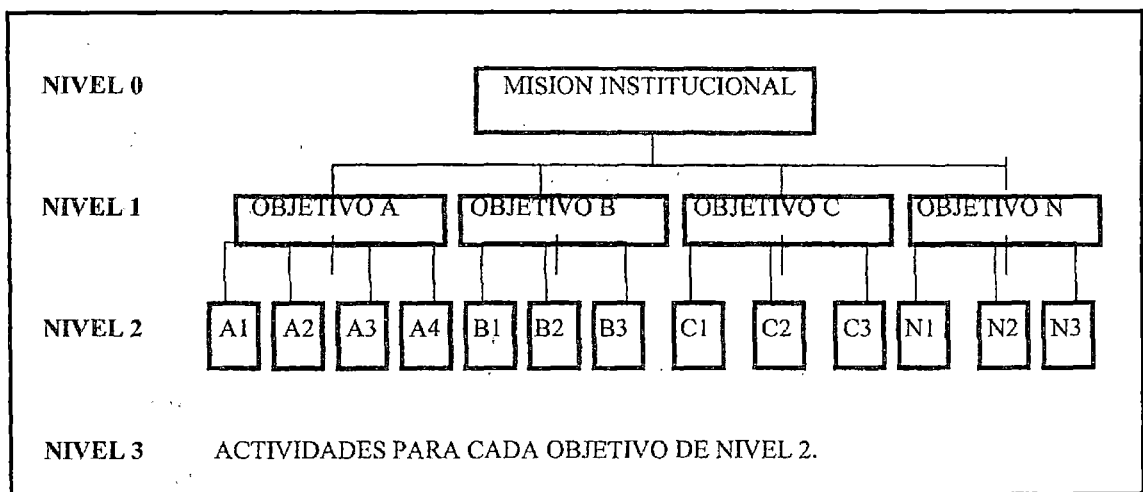 NIVEL 0 MISION INSTITUCIONAL
NIVEL 1 OBJETIVO A OBJETIVO B OBJETIVO C OBJETIVO N
NIVEL 2 A1 A2 A3 A4 B1 B2 B3 C1 C2 C3 N1 N2 N3
NIVEL 3 ACTIVIDADES PARA CADA OBJETIVO DE NIVEL 2.